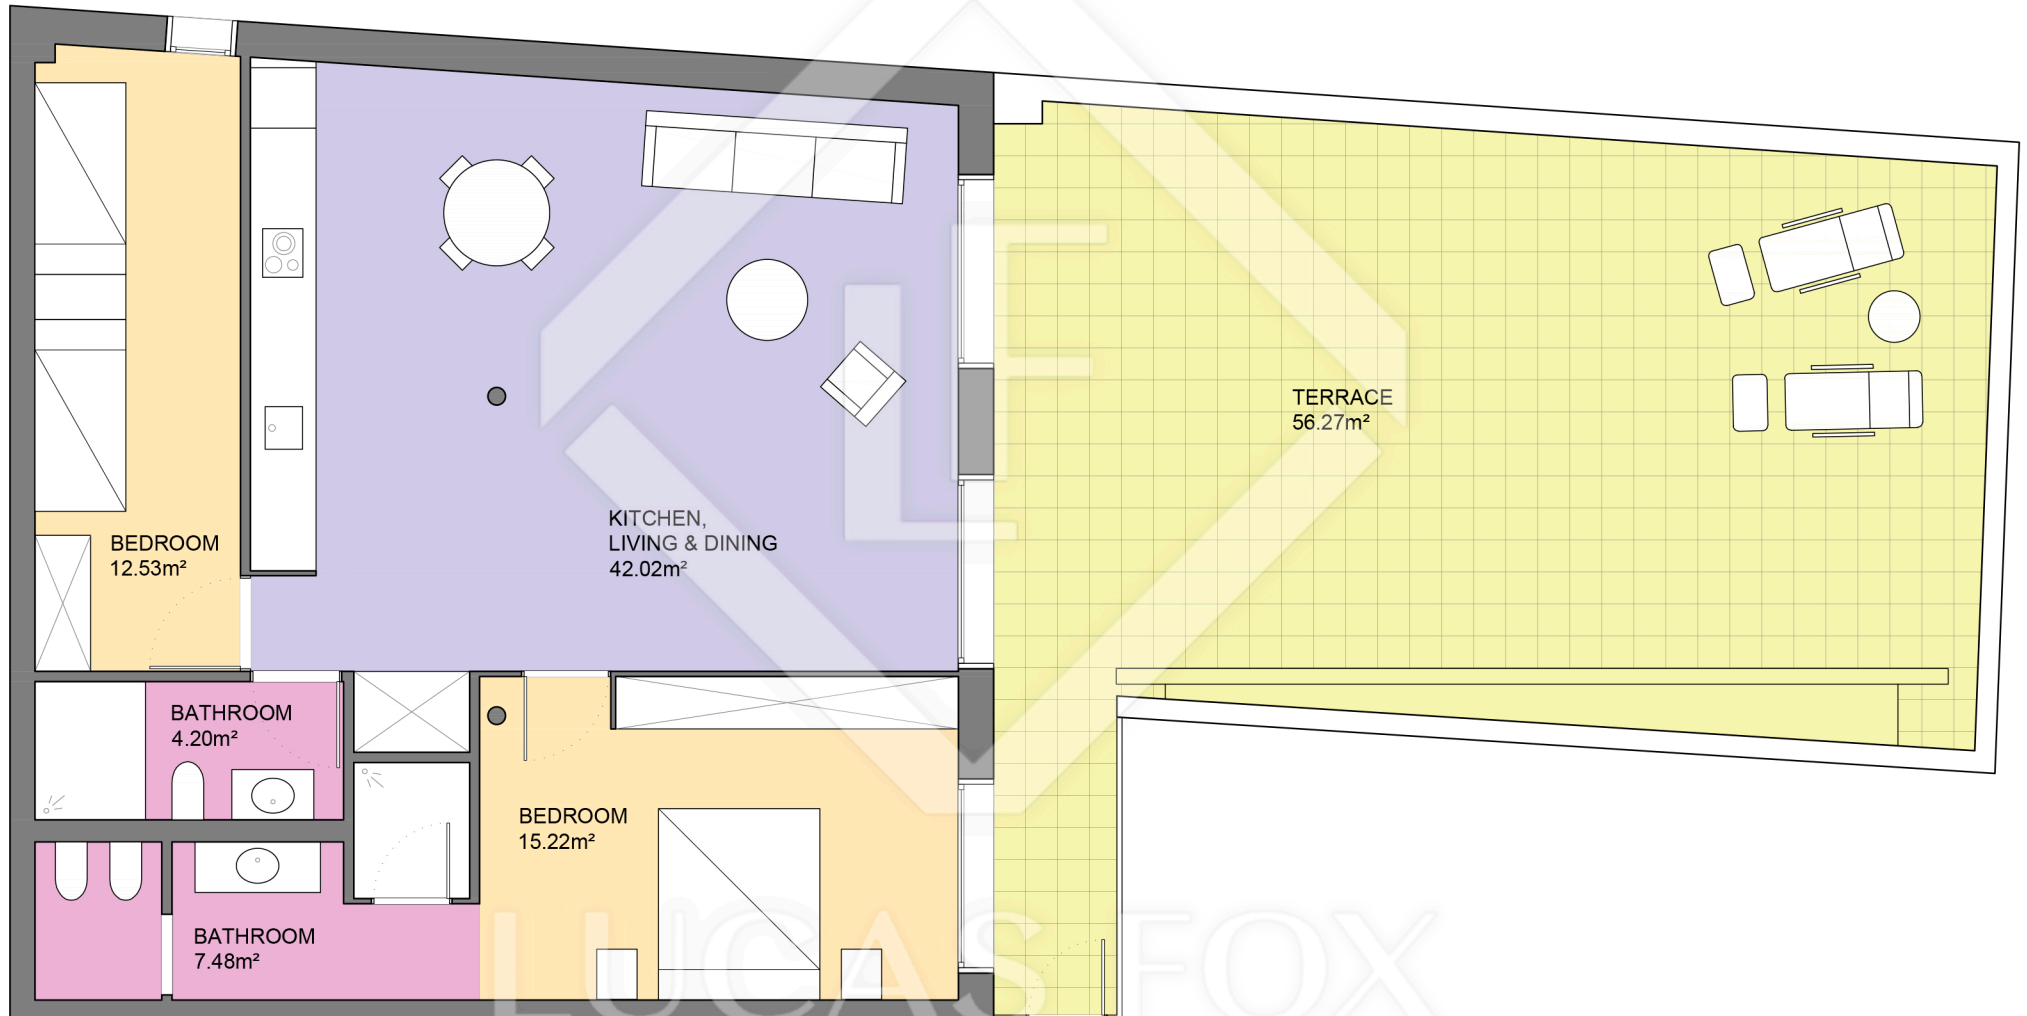 BEDROOM
12.53m²
KITCHEN,
LIVING & DINING
42.02m²
TERRACE
56.27m²
BATHROOM
4.20m²
BEDROOM
15.22m²
BATHROOM
7.48m²
LF
LUCAS FOX